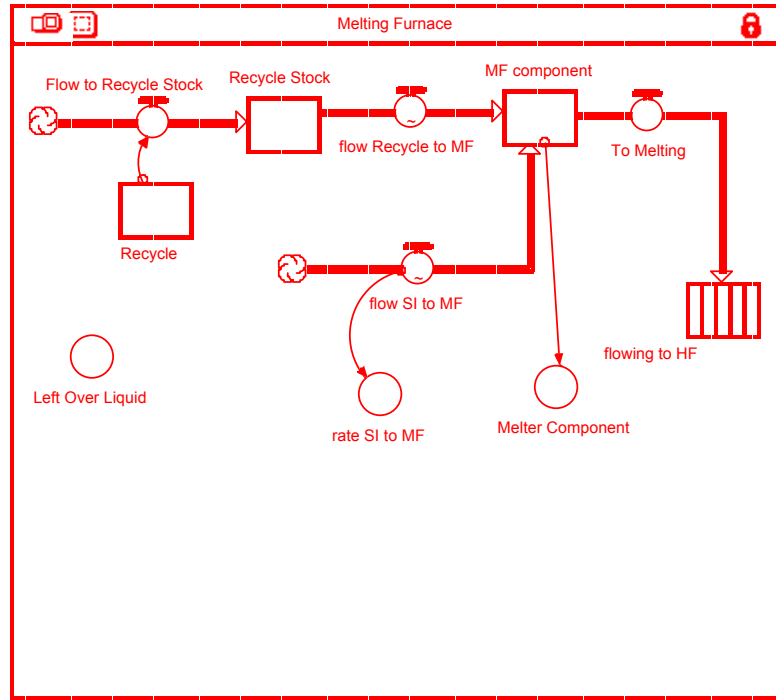 Melting Furnace
Flow to Recycle Stock
Recycle Stock
MF component
flow Recycle to MF
To Melting
Recycle
flow SI to MF
flowing to HF
Left Over Liquid
rate SI to MF
Melter Component
~
~